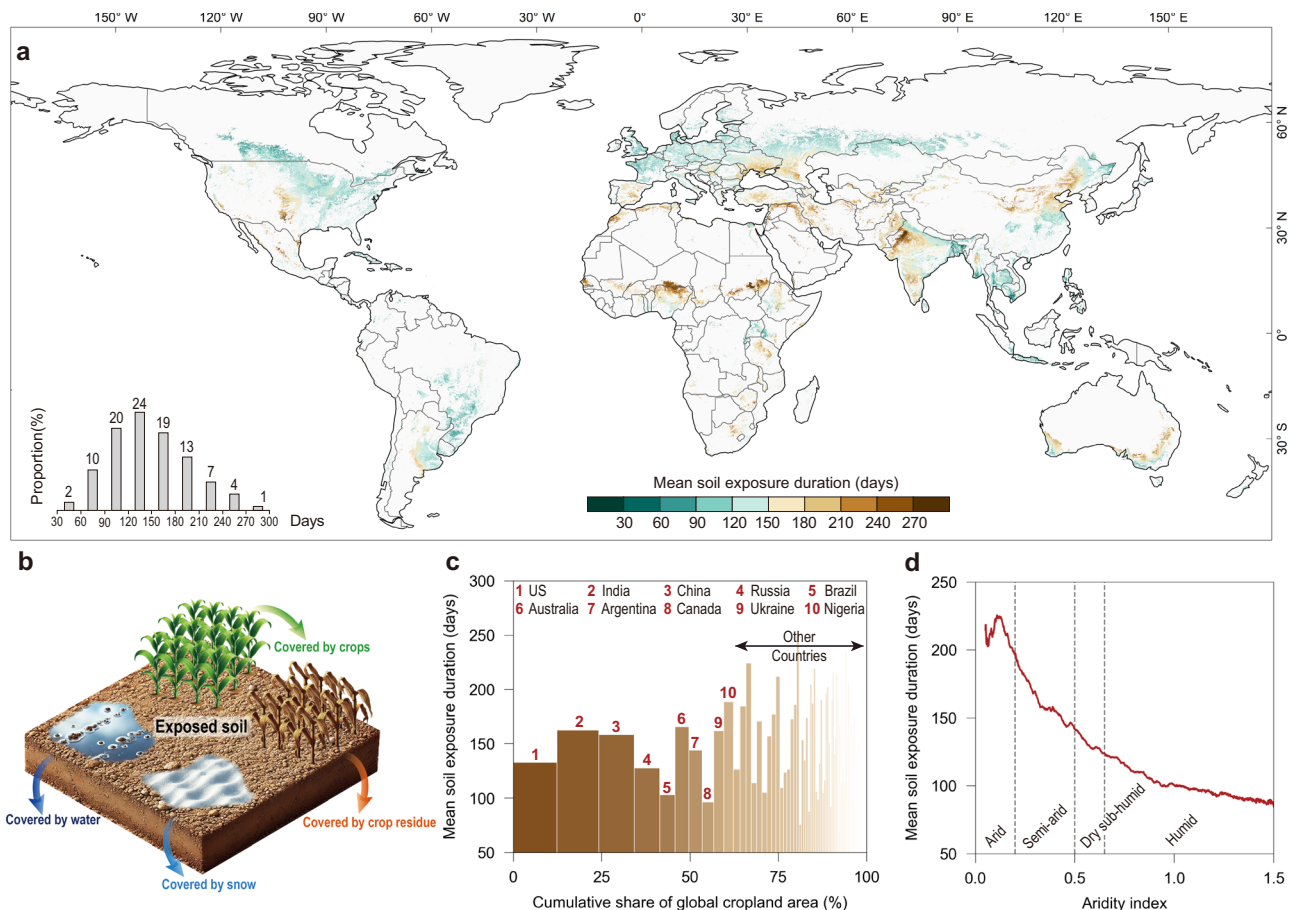 150° W 120° W 90° W 60° W 30° W 0° 30° E 60° E 90° E 120° E 150° E
a
60° N
30° N
0°
30° S
Proportion(%)
2 10 20 24 19 13 7 4 1
30 60 90 120 150 180 210 240 270 300 Days
Mean soil exposure duration (days)
30 60 90 120 150 180 210 240 270
b
Covered by crops
Exposed soil
Covered by water
Covered by crop residue
Covered by snow
c
Mean soil exposure duration (days)
300
250
200
150
100
50
1 US 2 India 3 China 4 Russia 5 Brazil
6 Australia 7 Argentina 8 Canada 9 Ukraine 10 Nigeria
Other
Countries
1 2 3 4 5 6 7 8 9 10
0 25 50 75 100
Cumulative share of global cropland area (%)
d
Mean soil exposure duration (days)
250
200
150
100
50
Arid Semi-arid Dry sub-humid Humid
0.0 0.5 1.0 1.5
Aridity index